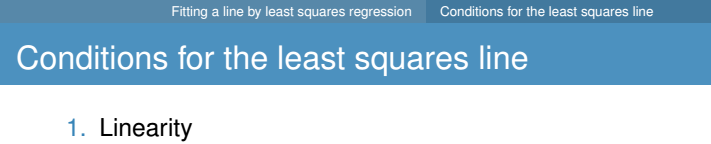 Fitting a line by least squares regression Conditions for the least squares line
Conditions for the least squares line
1. Linearity